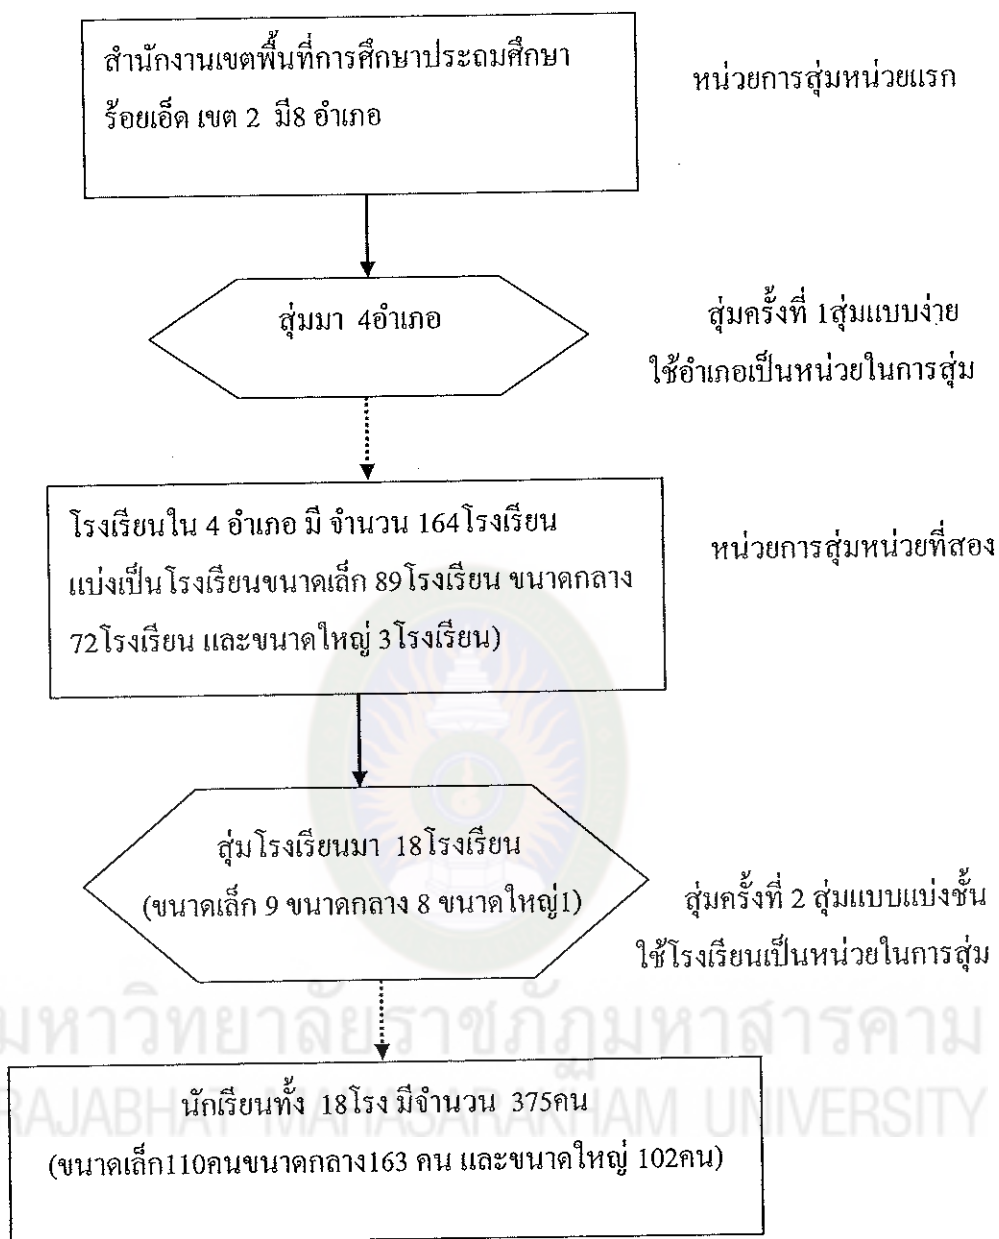 สำนักงานเขตพื้นที่การศึกษาประถมศึกษา
ร้อยเอ็ด เขต 2 มี8 อำเภอ
หน่วยการสุ่มหน่วยแรก
สุ่มมา 4อำเภอ
สุ่มครั้งที่ 1สุ่มแบบง่าย
ใช้อำเภอเป็นหน่วยในการสุ่ม
โรงเรียนใน 4 อำเภอ มี จำนวน 164โรงเรียน
แบ่งเป็นโรงเรียนขนาดเล็ก 89โรงเรียน ขนาดกลาง
72โรงเรียน และขนาดใหญ่ 3โรงเรียน)
หน่วยการสุ่มหน่วยที่สอง
สุ่มโรงเรียนมา 18โรงเรียน
(ขนาดเล็ก 9 ขนาดกลาง 8 ขนาดใหญ่1)
สุ่มครั้งที่ 2 สุ่มแบบแบ่งชั้น
ใช้โรงเรียนเป็นหน่วยในการสุ่ม
มหาวิทยาลัยราชภัฏมหาสารคาม
RAJABHAT MAHASARAKHAM UNIVERSITY
นักเรียนทั้ง 18โรง มีจำนวน 375คน
(ขนาดเล็ก110คนขนาดกลาง163 คน และขนาดใหญ่ 102คน)